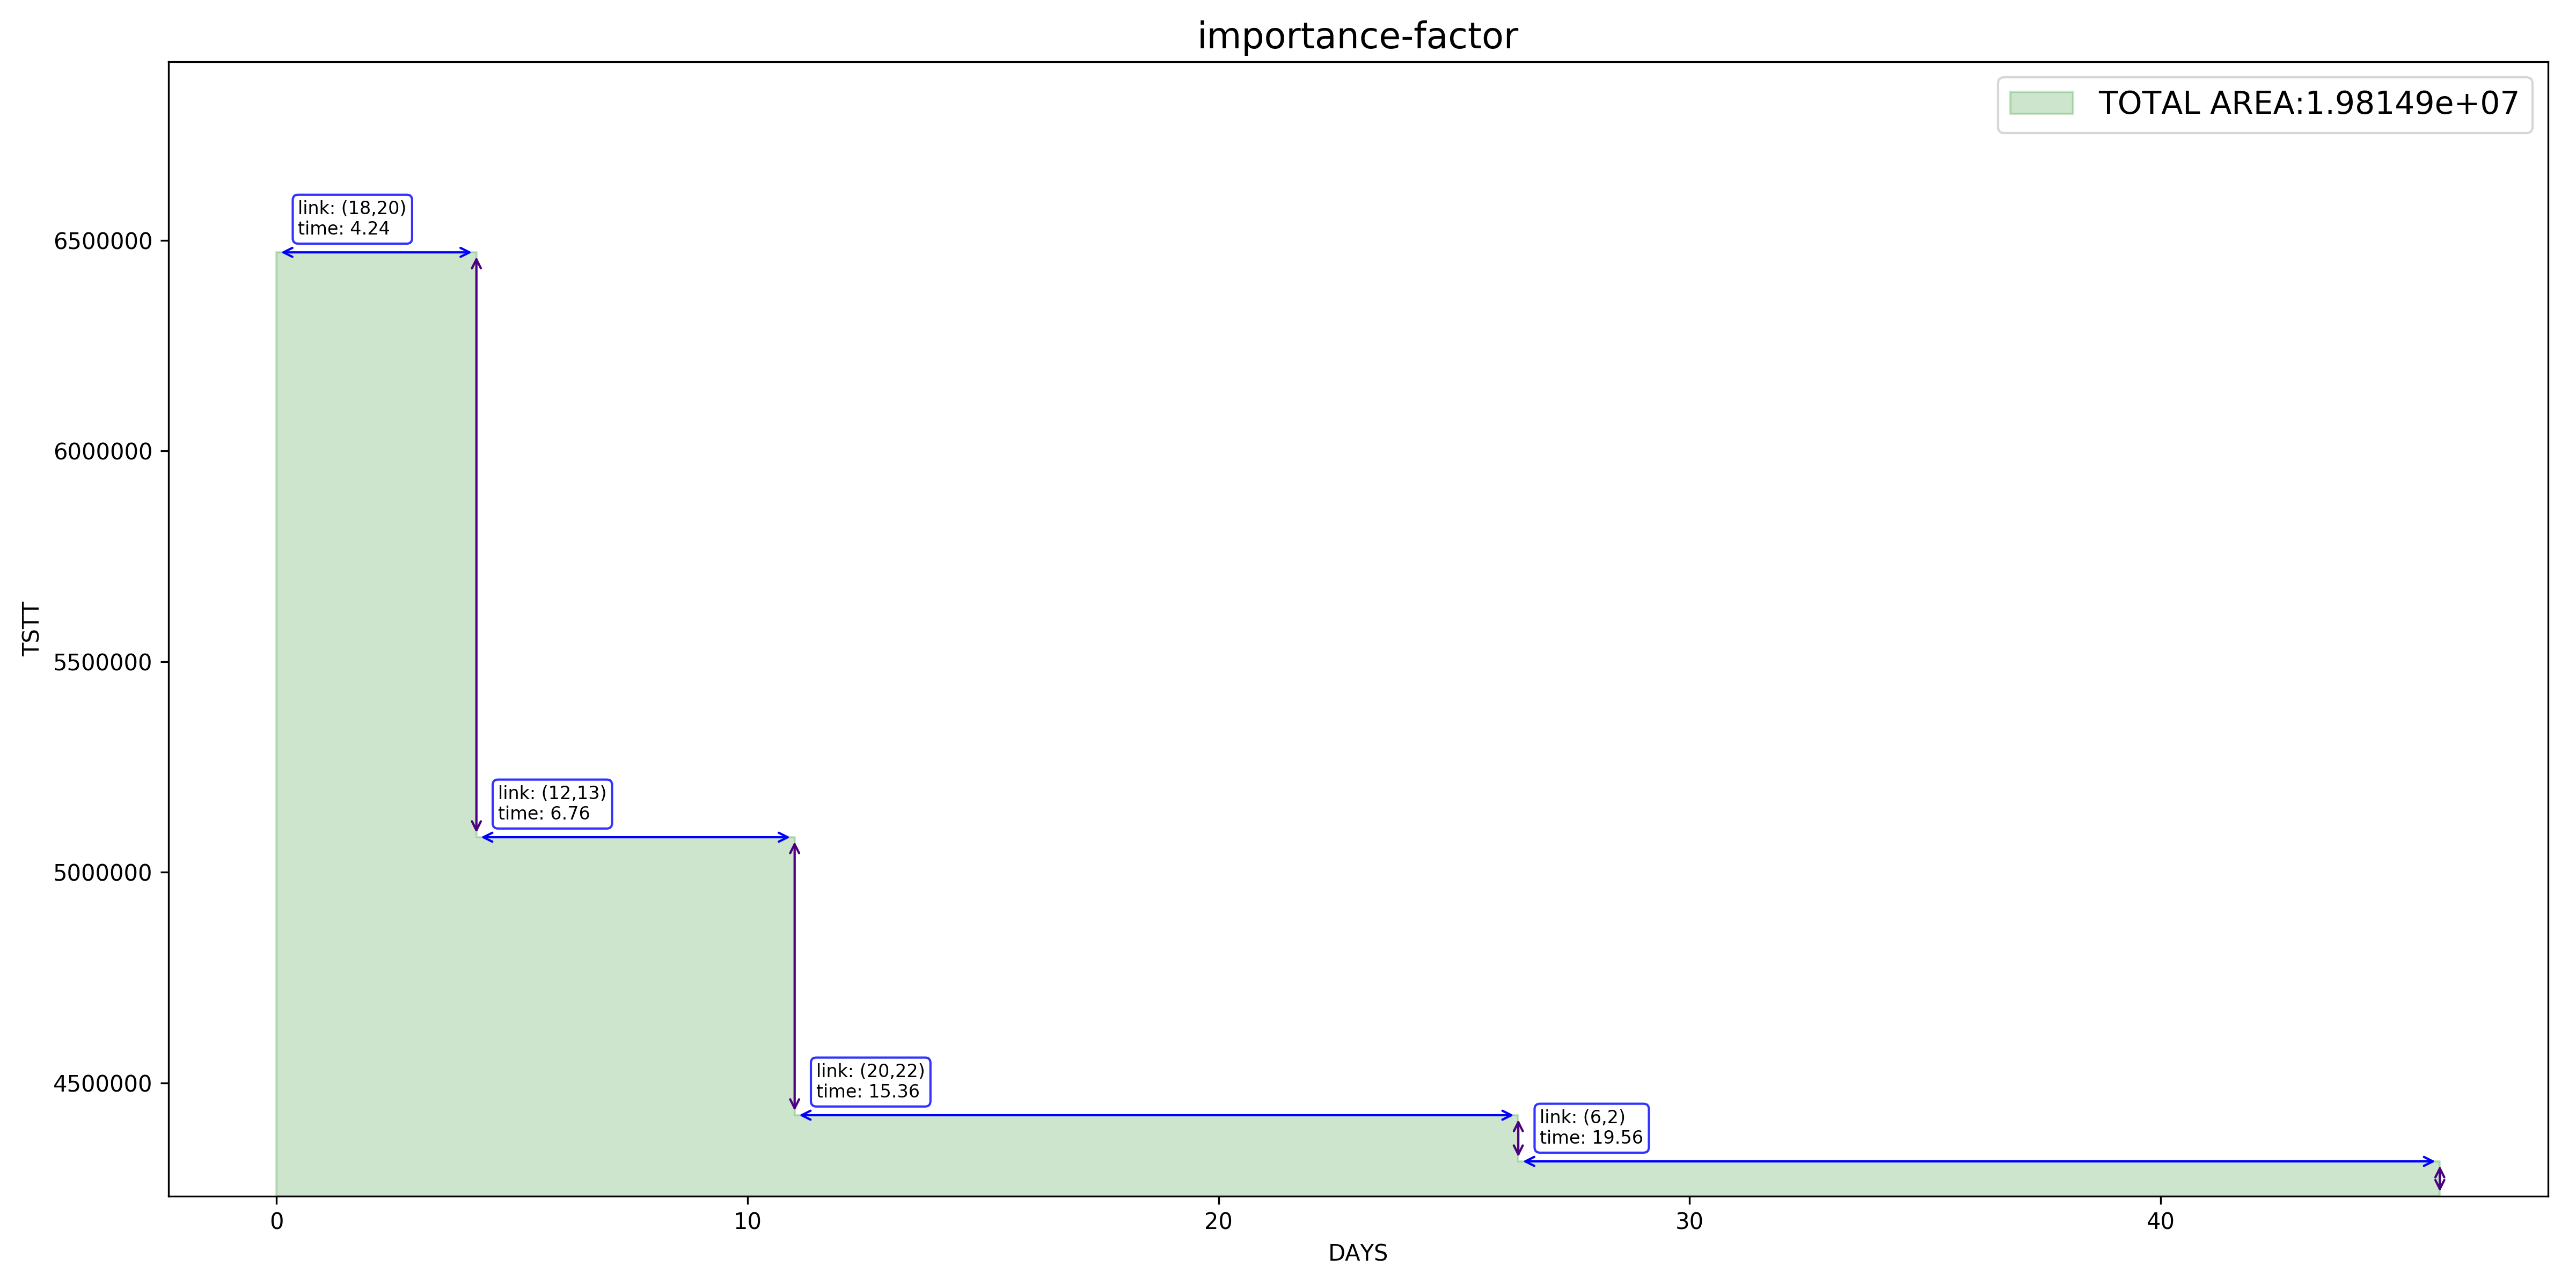 importance-factor
TOTAL AREA:1.98149e+07
link: (18,20)
time: 4.24
6500000
6000000
5500000
TSTT
link: (12,13)
time: 6.76
5000000
link: (20,22)
time: 15.36
4500000
link: (6,2)
time: 19.56
0 10 20 30 40
DAYS